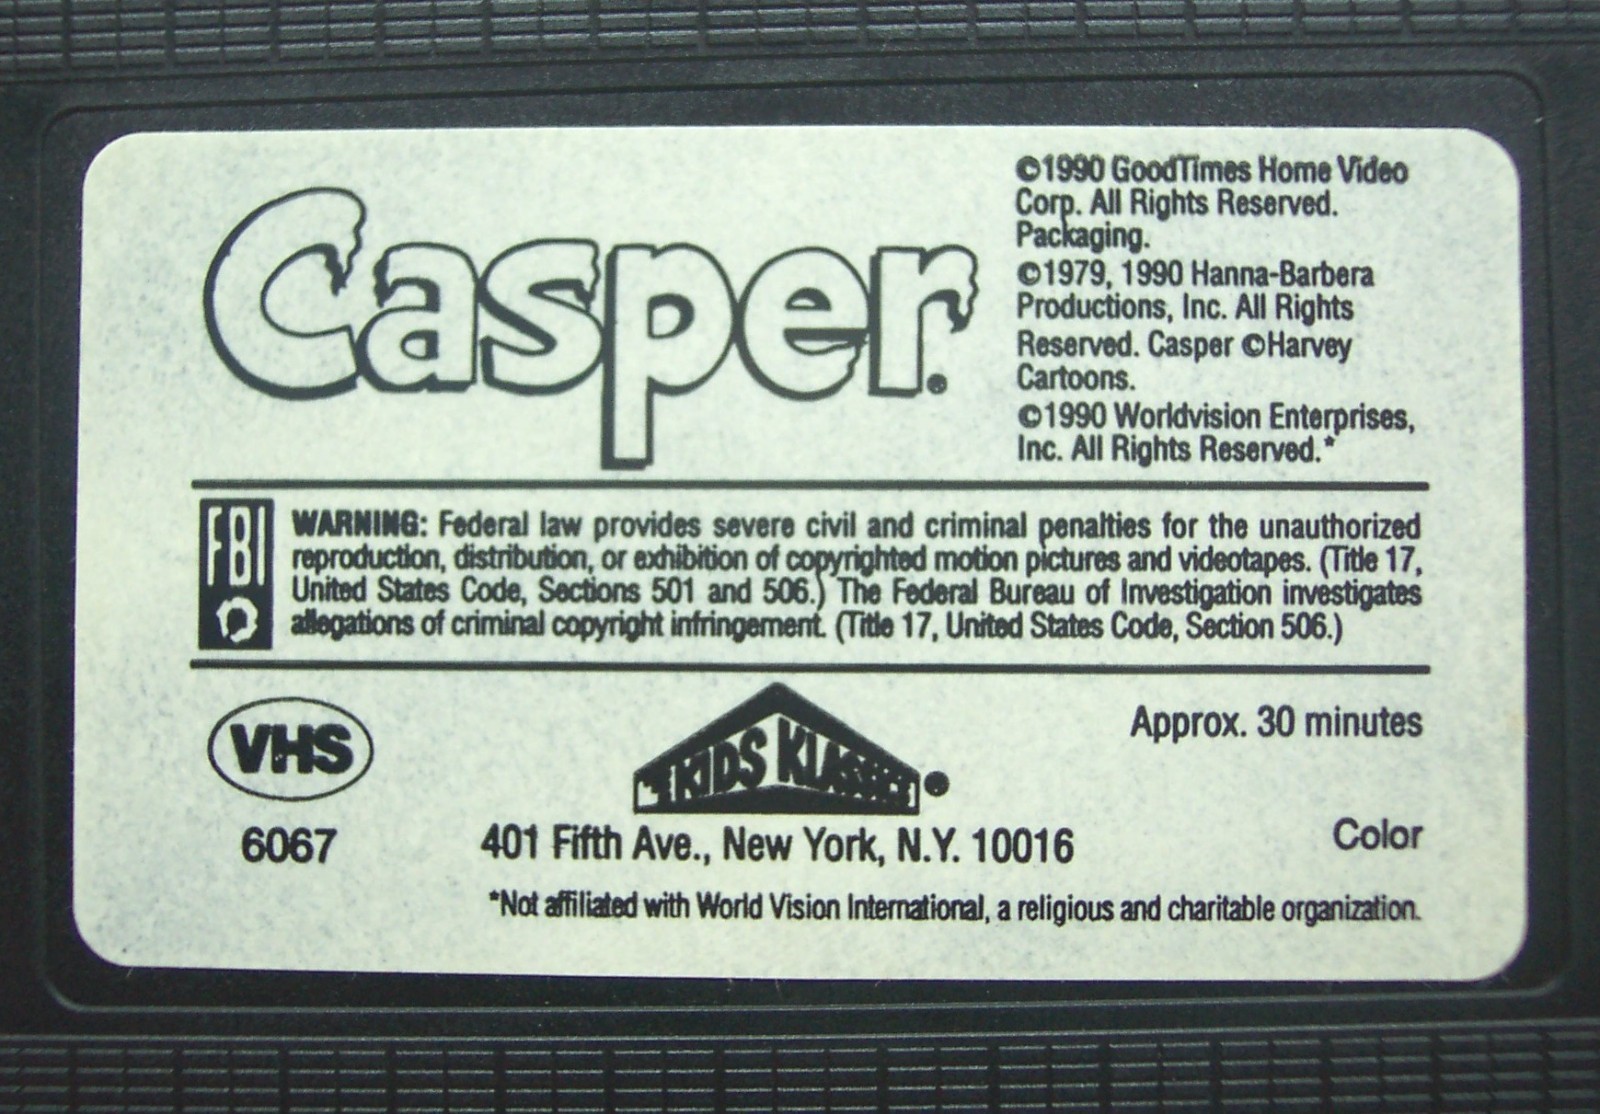 Casper®
©1990 GoodTimes Home Video
Corp. All Rights Reserved.
Packaging.
©1979, 1990 Hanna-Barbera
Productions, Inc. All Rights
Reserved. Casper ©Harvey
Cartoons.
©1990 Worldvision Enterprises,
Inc. All Rights Reserved.*
FBI
WARNING: Federal law provides severe civil and criminal penalties for the unauthorized
reproduction, distribution, or exhibition of copyrighted motion pictures and videotapes. (Title 17,
United States Code, Sections 501 and 506.) The Federal Bureau of Investigation investigates
allegations of criminal copyright infringement. (Title 17, United States Code, Section 506.)
VHS
6067
KIDS KLASSICS®
401 Fifth Ave., New York, N.Y. 10016
Approx. 30 minutes
Color
*Not affiliated with World Vision International, a religious and charitable organization.